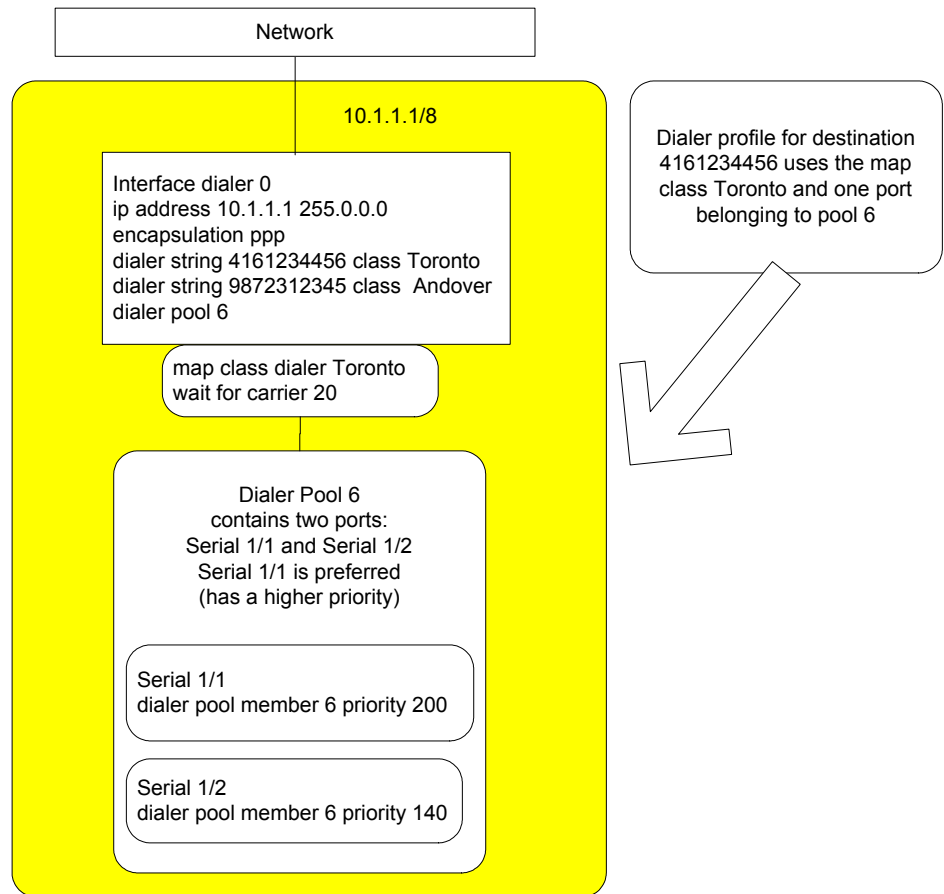 Network
10.1.1.1/8
Interface dialer 0
ip address 10.1.1.1 255.0.0.0
encapsulation ppp
dialer string 4161234456 class Toronto
dialer string 9872312345 class  Andover
dialer pool 6
map class dialer Toronto
wait for carrier 20
Dialer Pool 6
contains two ports:
Serial 1/1 and Serial 1/2
Serial 1/1 is preferred
(has a higher priority)
Serial 1/1
dialer pool member 6 priority 200
Serial 1/2
dialer pool member 6 priority 140
Dialer profile for destination
4161234456 uses the map
class Toronto and one port
belonging to pool 6